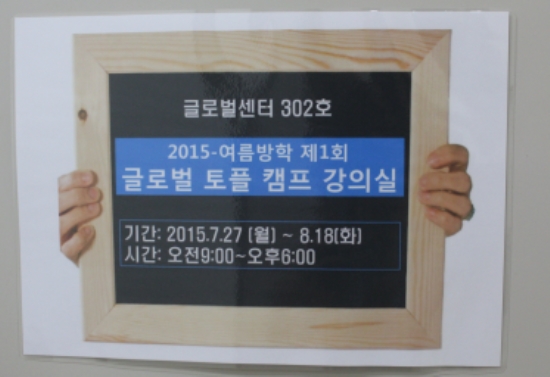 글로벌센터 302호
2015-여름방학 제1회
글로벌 토플 캠프 강의실
기간: 2015.7.27 (월) ~ 8.18(화)
시간: 오전9:00~오후6:00